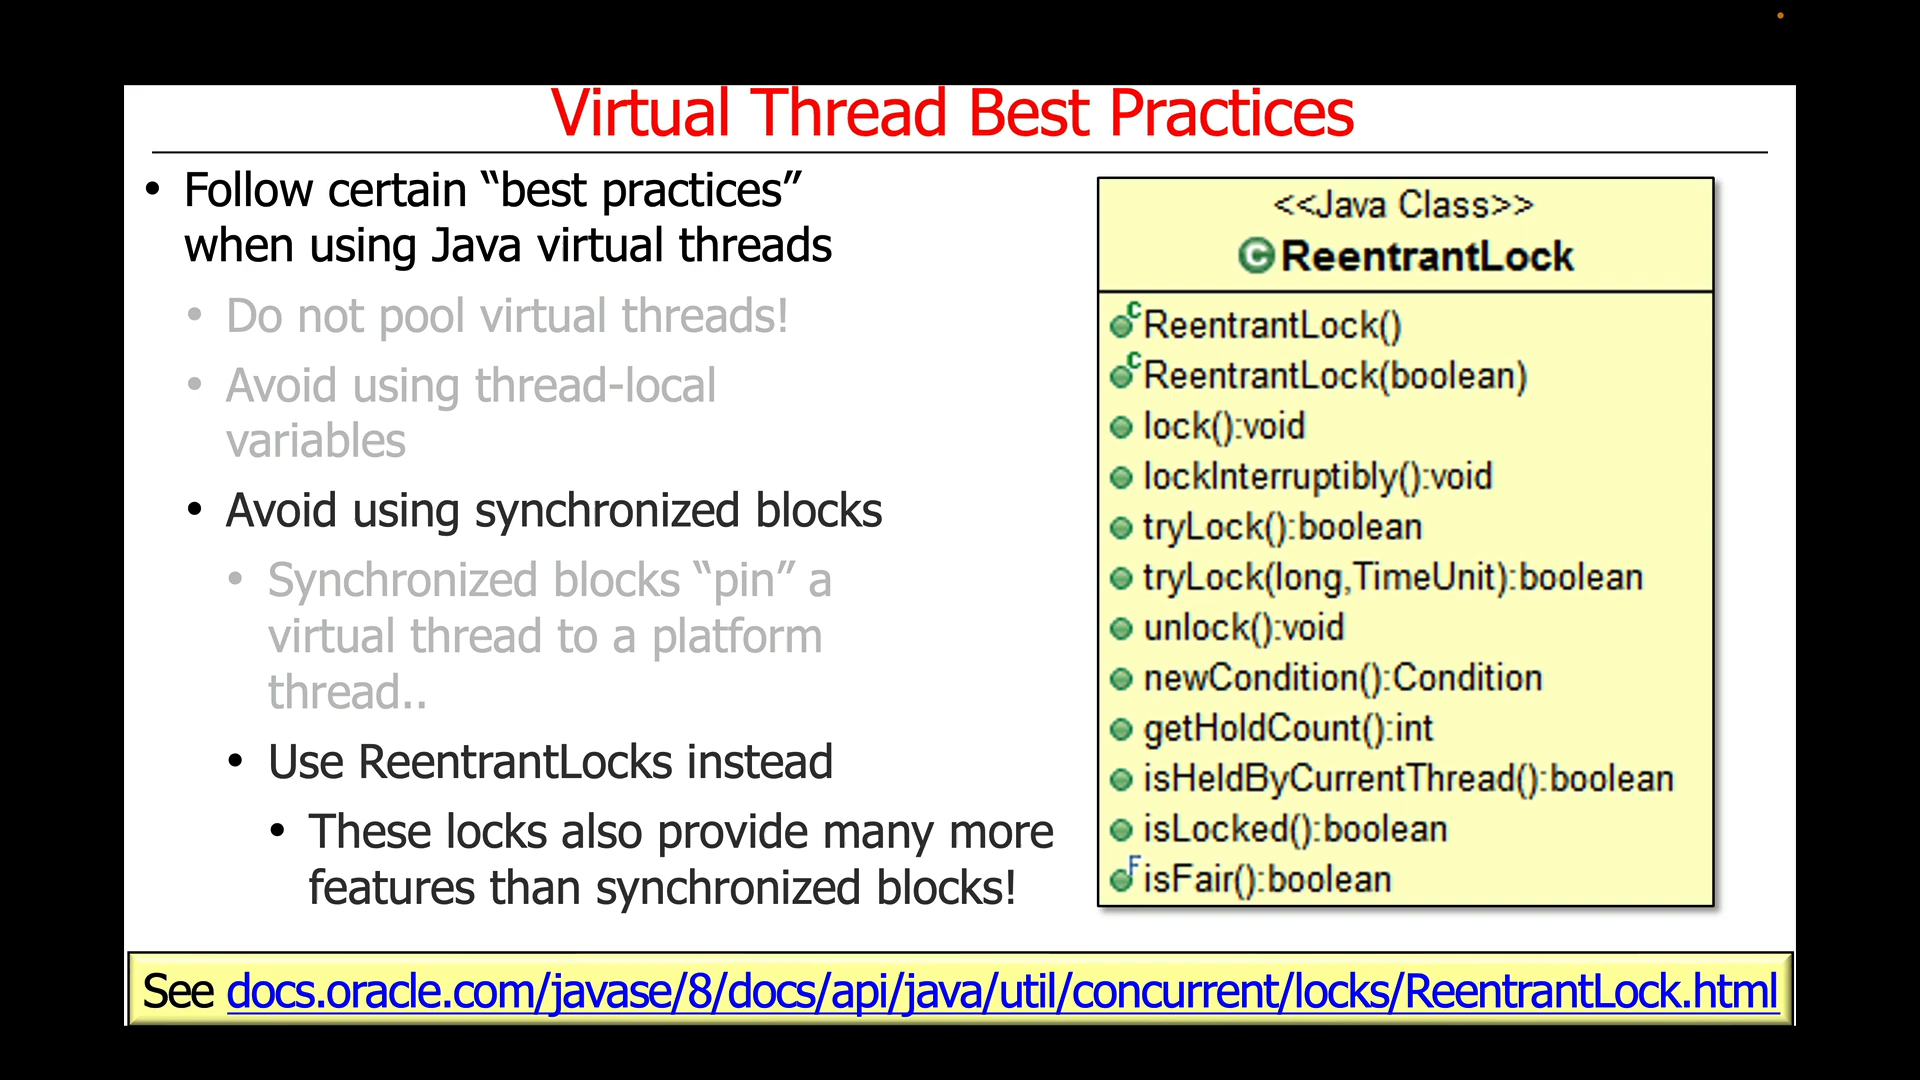 Virtual Thread Best Practices
• Follow certain “best practices”
when using Java virtual threads
• Do not pool virtual threads!
• Avoid using thread-local
variables
• Avoid using synchronized blocks
• Synchronized blocks “pin” a
virtual thread to a platform
thread..
• Use ReentrantLocks instead
• These locks also provide many more
features than synchronized blocks!
<<Java Class>>
C ReentrantLock
C ReentrantLock()
C ReentrantLock(boolean)
lock():void
lockInterruptibly():void
tryLock():boolean
tryLock(long,TimeUnit):boolean
unlock():void
newCondition():Condition
getHoldCount():int
isHeldByCurrentThread():boolean
isLocked():boolean
F isFair():boolean
See docs.oracle.com/javase/8/docs/api/java/util/concurrent/locks/ReentrantLock.html